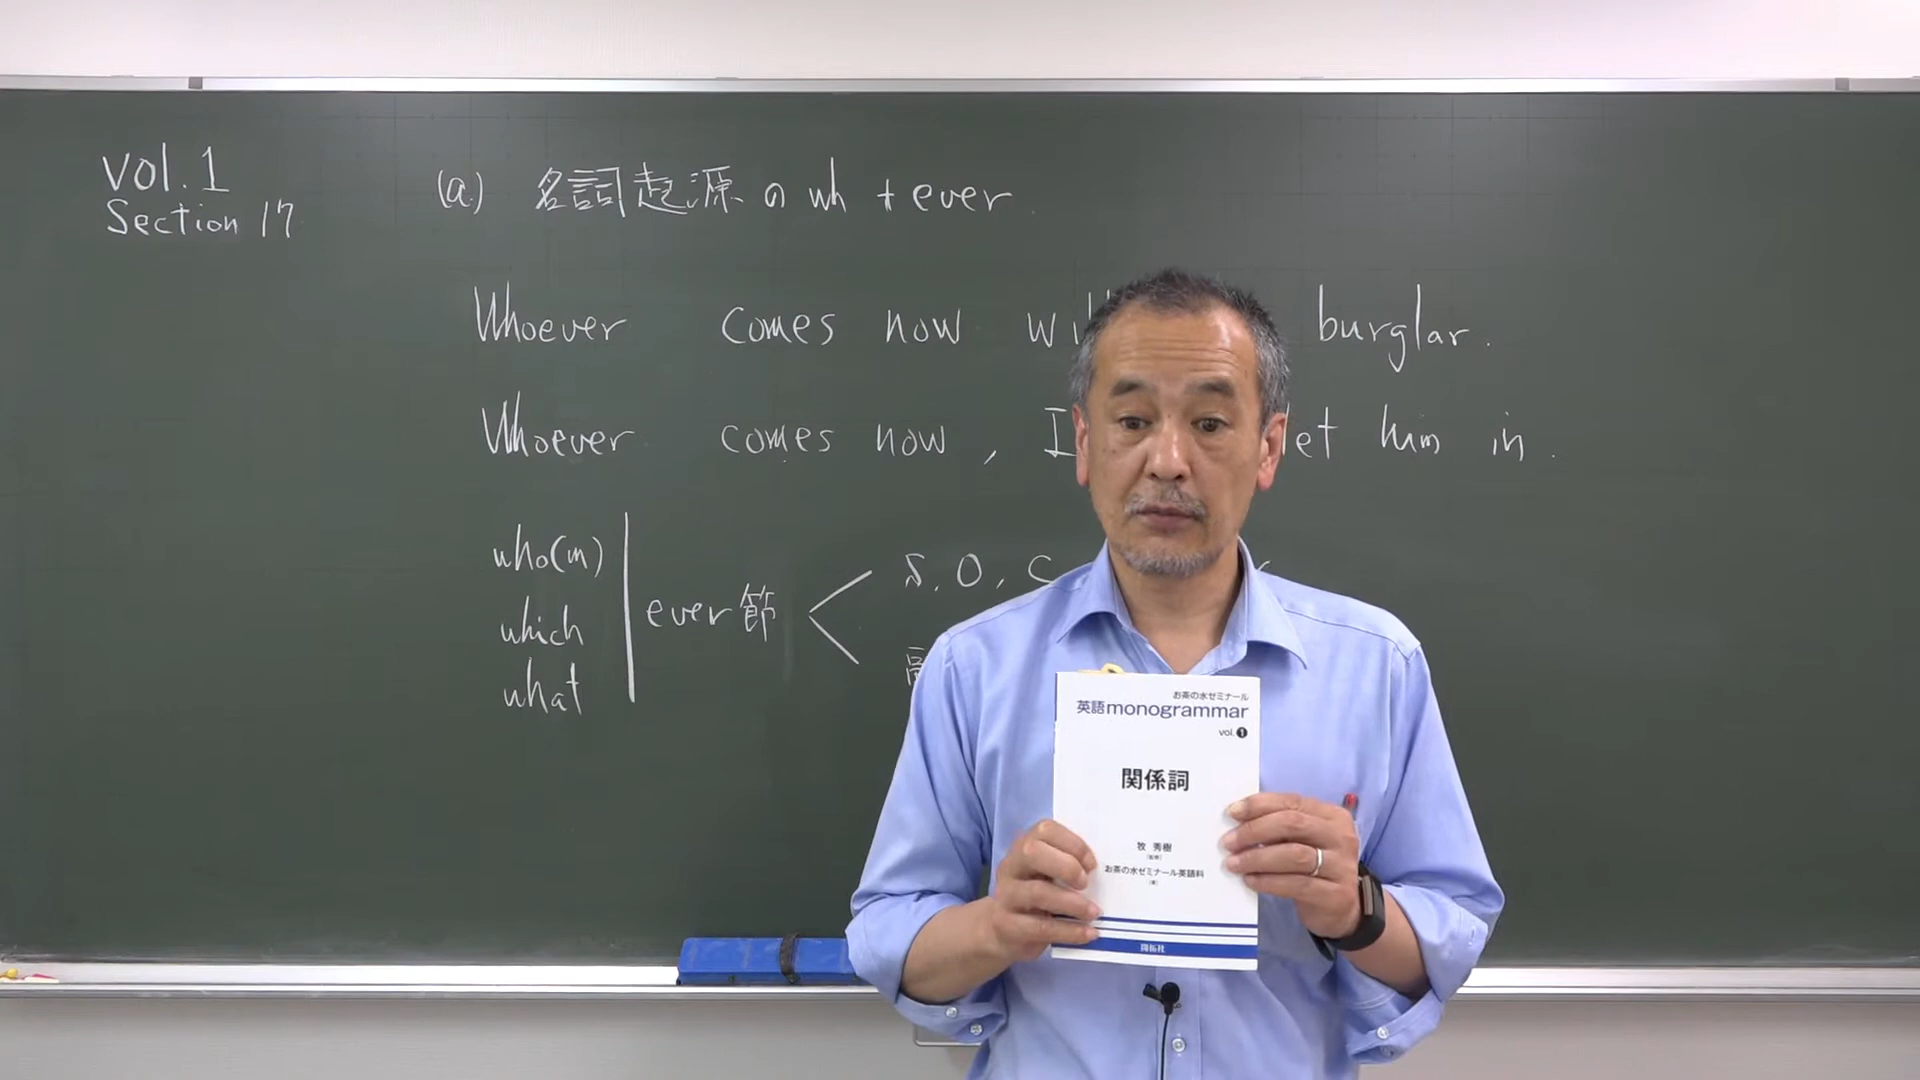 vol.1
Section 17
(a) 名詞起源の wh + ever
Whoever comes now burglar.
Whoever comes now, I let him in.
who(m)
which
what
ever節
S, O, C
お茶の水ゼミナール
英語monogrammar
vol.1
関係詞
牧 秀樹
お茶の水ゼミナール英語科
開拓社